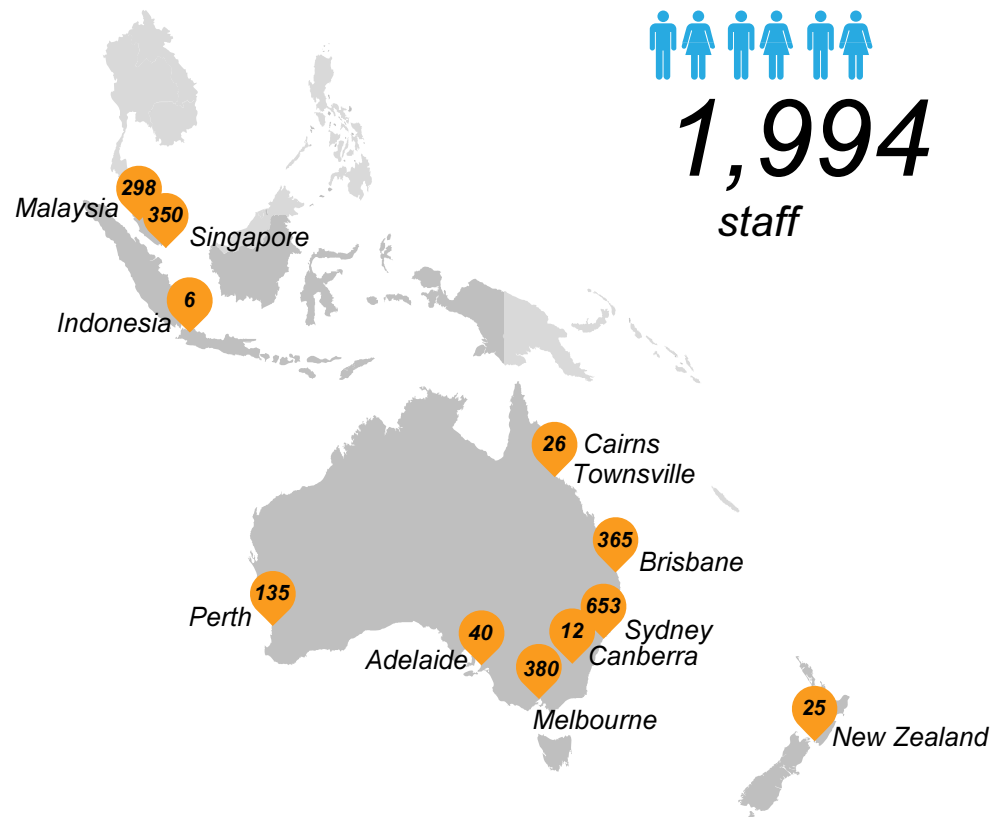 1,994
staff
298
Malaysia
350
Singapore
6
Indonesia
26
Cairns
Townsville
365
Brisbane
135
Perth
653
Sydney
12
Canberra
40
Adelaide
380
Melbourne
25
New Zealand